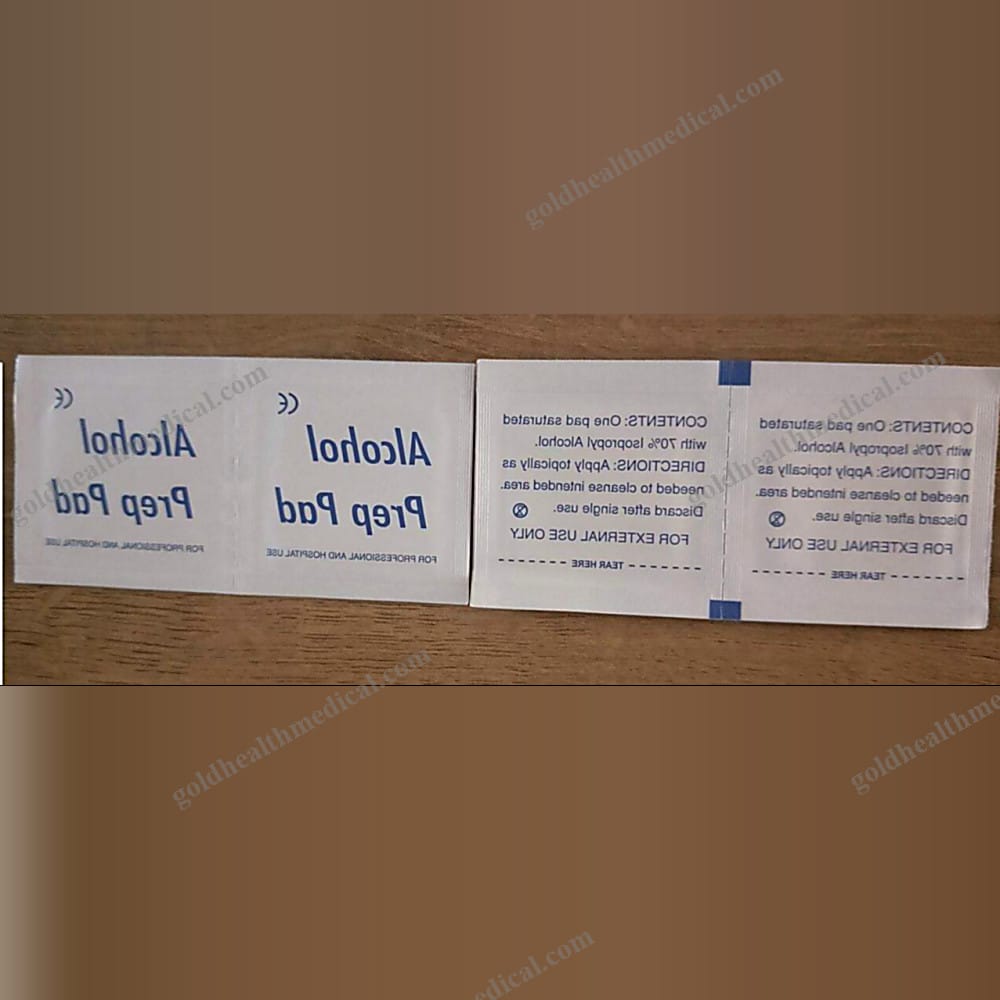 CE
Alcohol
Prep Pad
FOR PROFESSIONAL AND HOSPITAL USE
CE
Alcohol
Prep Pad
FOR PROFESSIONAL AND HOSPITAL USE
CONTENTS: One pad saturated
with 70% Isopropyl Alcohol.
DIRECTIONS: Apply topically as
needed to cleanse intended area.
Discard after single use.
FOR EXTERNAL USE ONLY
TEAR HERE
CONTENTS: One pad saturated
with 70% Isopropyl Alcohol.
DIRECTIONS: Apply topically as
needed to cleanse intended area.
Discard after single use.
FOR EXTERNAL USE ONLY
TEAR HERE
goldhealthmedical.com
goldhealthmedical.com
goldhealthmedical.com
goldhealthmedical.com
goldhealthme
medical.com